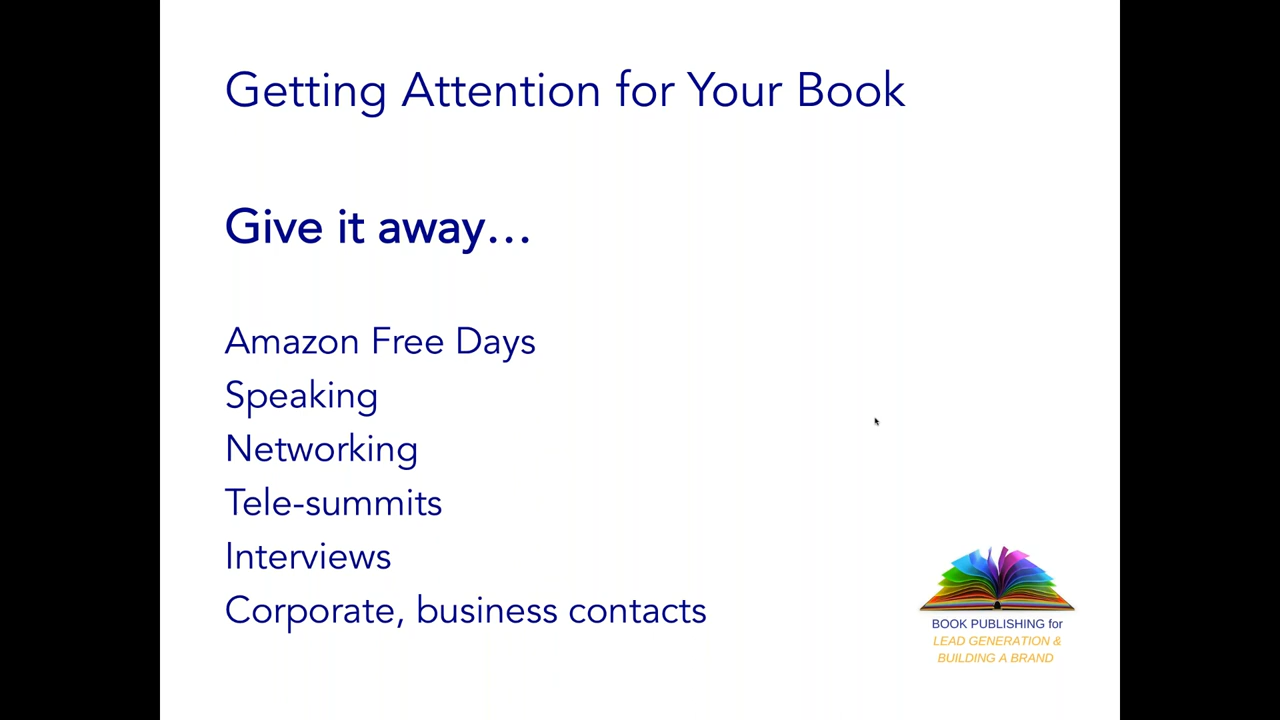 Getting Attention for Your Book
Give it away…
Amazon Free Days
Speaking
Networking
Tele-summits
Interviews
Corporate, business contacts
BOOK PUBLISHING for
LEAD GENERATION &
BUILDING A BRAND